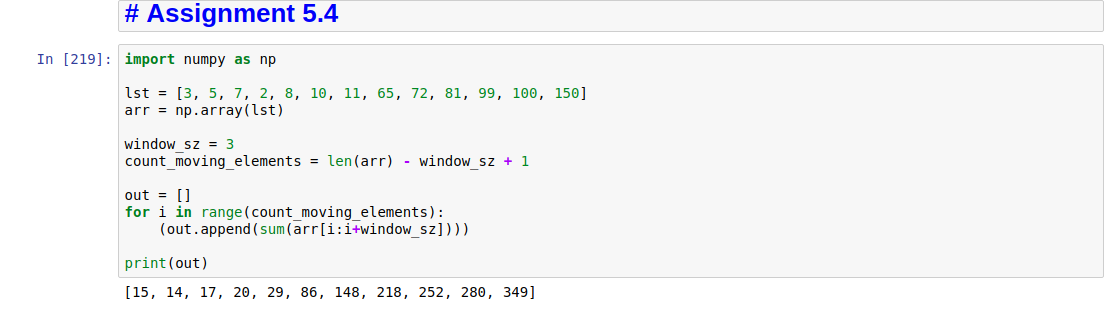 # Assignment 5.4
In [219]:
import numpy as np
lst = [3, 5, 7, 2, 8, 10, 11, 65, 72, 81, 99, 100, 150]
arr = np.array(lst)
window_sz = 3
count_moving_elements = len(arr) - window_sz + 1
out = []
for i in range(count_moving_elements):
    (out.append(sum(arr[i:i+window_sz])))
print(out)
[15, 14, 17, 20, 29, 86, 148, 218, 252, 280, 349]